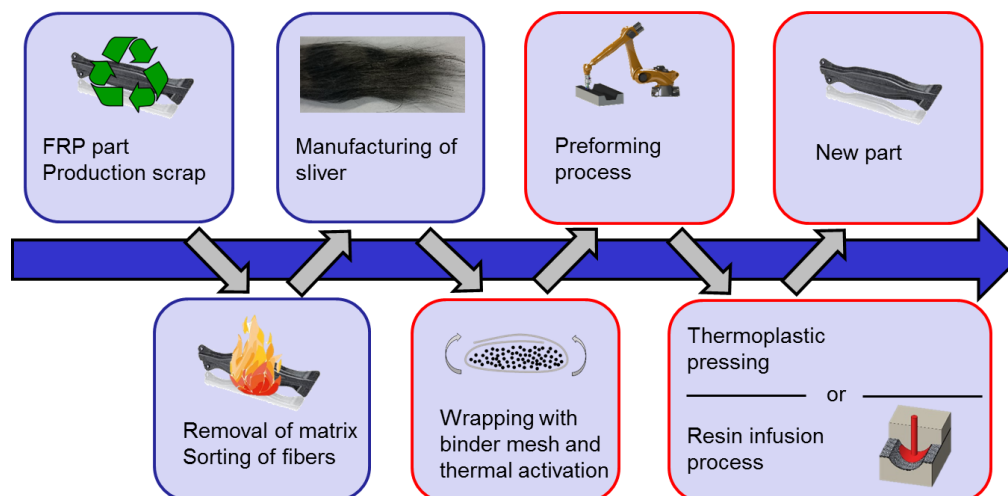 FRP part
Production scrap
Removal of matrix
Sorting of fibers
Manufacturing of
sliver
Wrapping with
binder mesh and
thermal activation
Preforming
process
Thermoplastic
pressing
or
Resin infusion
process
New part